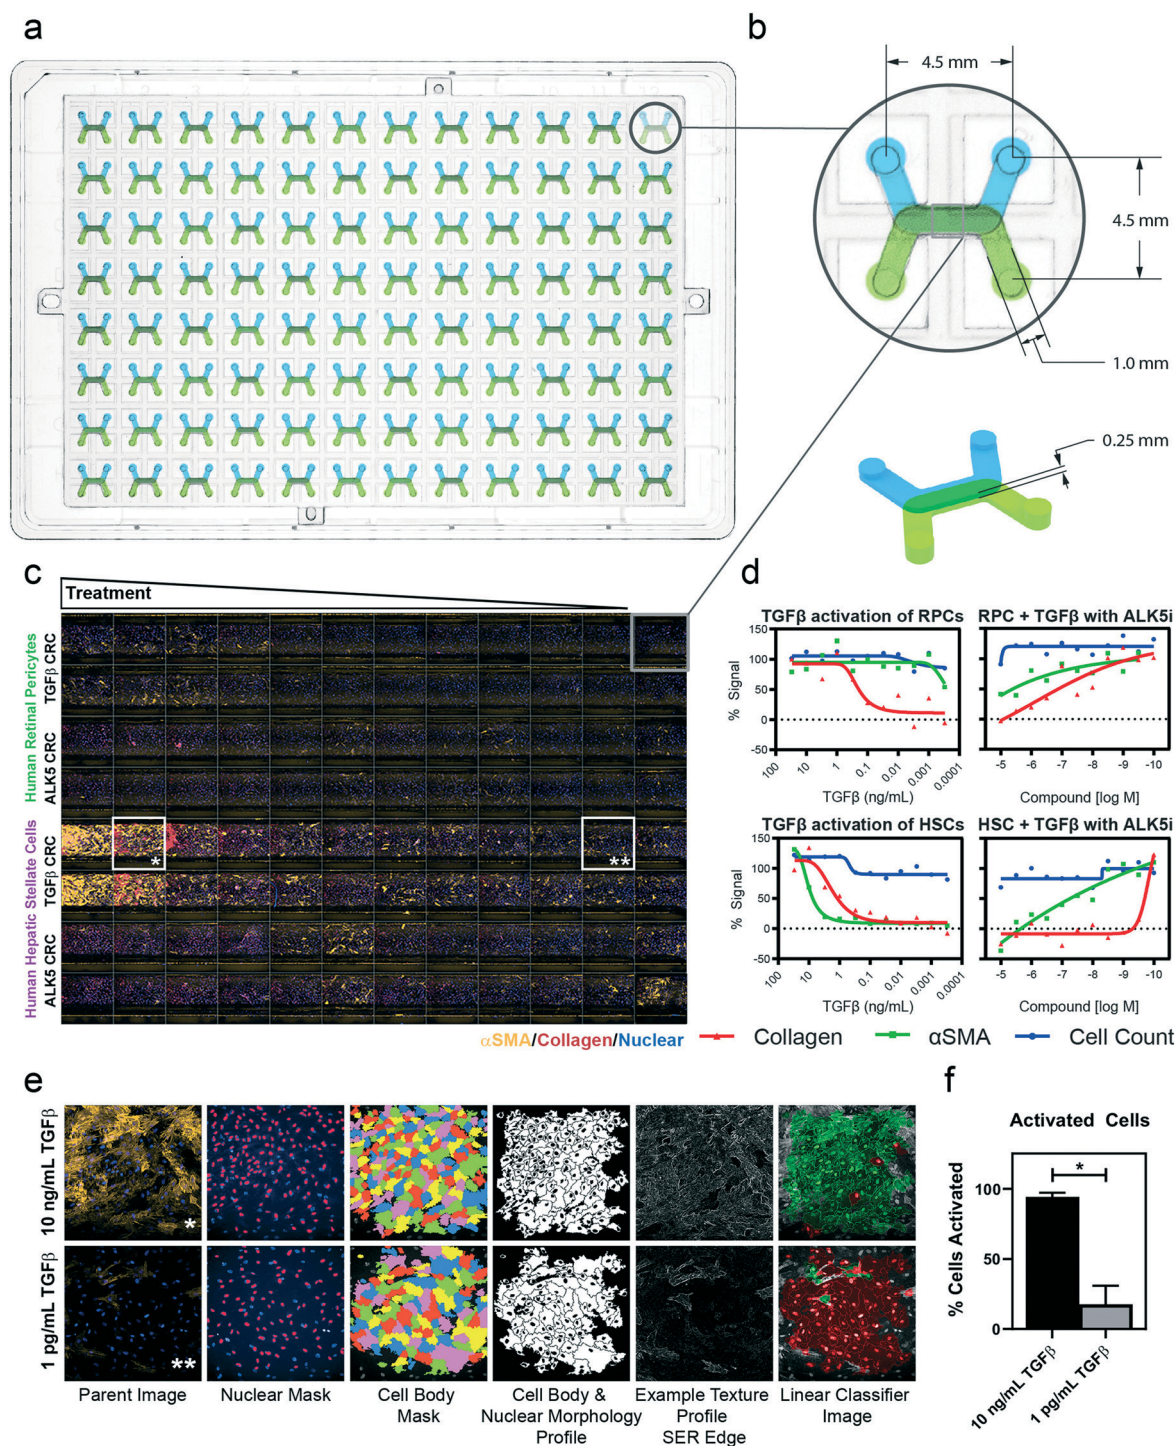 a
b
4.5 mm
4.5 mm
1.0 mm
0.25 mm
c
Treatment
Human Retinal Pericytes
TGFβ CRC
ALK5 CRC
Human Hepatic Stellate Cells
TGFβ CRC
ALK5 CRC
*
**
αSMA/Collagen/Nuclear
d
TGFβ activation of RPCs
% Signal
150
100
50
0
-50
100
10
1
0.1
0.01
0.001
0.0001
TGFβ (ng/mL)
RPC + TGFβ with ALK5i
-5
-6
-7
-8
-9
-10
Compound [log M]
TGFβ activation of HSCs
% Signal
150
100
50
0
-50
100
10
1
0.1
0.01
0.001
0.0001
TGFβ (ng/mL)
HSC + TGFβ with ALK5i
-5
-6
-7
-8
-9
-10
Compound [log M]
Collagen
αSMA
Cell Count
e
10 ng/mL TGFβ
*
1 pg/mL TGFβ
**
Parent Image
Nuclear Mask
Cell Body
Mask
Cell Body &
Nuclear Morphology
Profile
Example Texture
Profile
SER Edge
Linear Classifier
Image
f
Activated Cells
*
% Cells Activated
100
50
0
10 ng/mL TGFβ
1 pg/mL TGFβ